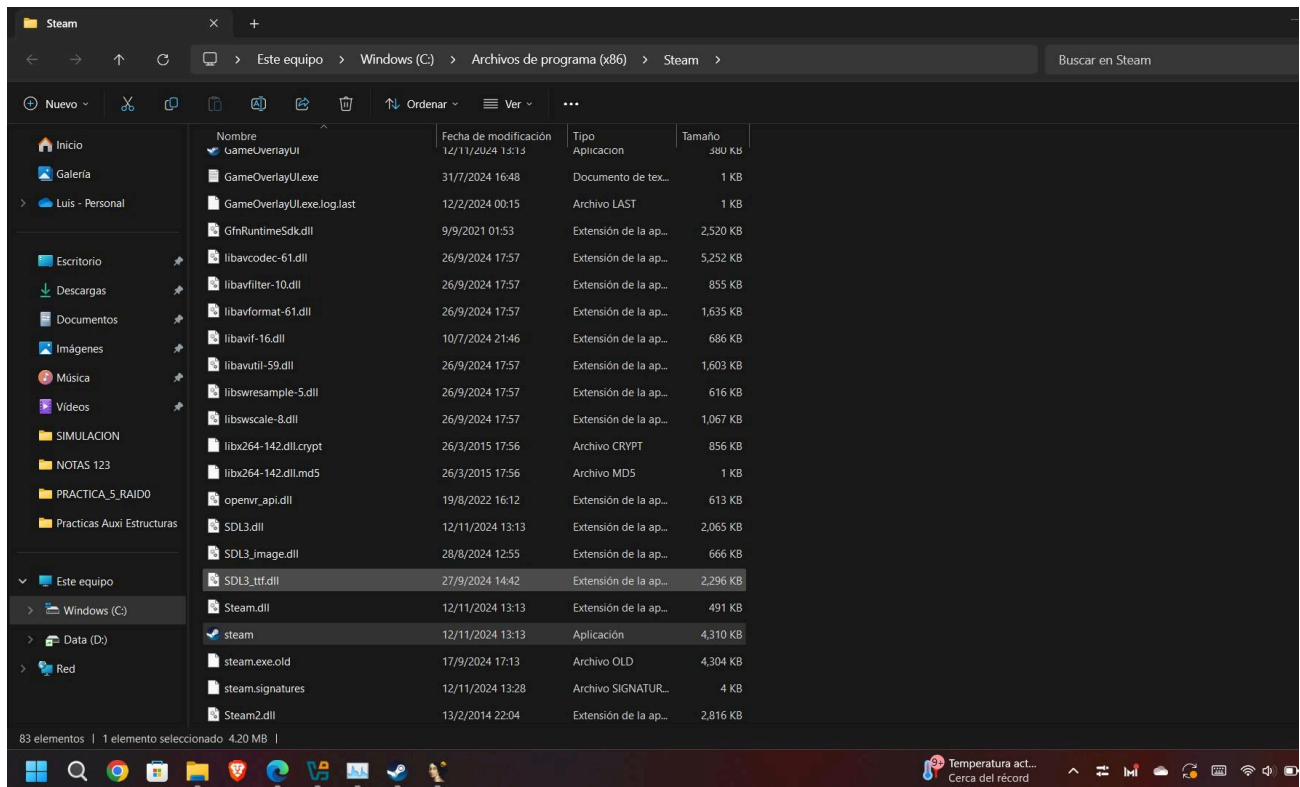 Steam
Este equipo > Windows (C:) > Archivos de programa (x86) > Steam >
Buscar en Steam
Nuevo
Ordenar
Ver
Inicio
Galería
Luis - Personal
Escritorio
Descargas
Documentos
Imágenes
Música
Vídeos
SIMULACION
NOTAS 123
PRACTICA_5_RAID0
Practicas Auxi Estructuras
Este equipo
Windows (C:)
Data (D:)
Red
Nombre Fecha de modificación Tipo Tamaño
GameOverlayUI 12/11/2024 13:13 Aplicación 380 KB
GameOverlayUI.exe 31/7/2024 16:48 Documento de tex... 1 KB
GameOverlayUI.exe.log.last 12/2/2024 00:15 Archivo LAST 1 KB
GfnRuntimeSdk.dll 9/9/2021 01:53 Extensión de la ap... 2,520 KB
libavcodec-61.dll 26/9/2024 17:57 Extensión de la ap... 5,252 KB
libavfilter-10.dll 26/9/2024 17:57 Extensión de la ap... 855 KB
libavformat-61.dll 26/9/2024 17:57 Extensión de la ap... 1,635 KB
libavif-16.dll 10/7/2024 21:46 Extensión de la ap... 686 KB
libavutil-59.dll 26/9/2024 17:57 Extensión de la ap... 1,603 KB
libswresample-5.dll 26/9/2024 17:57 Extensión de la ap... 616 KB
libswscale-8.dll 26/9/2024 17:57 Extensión de la ap... 1,067 KB
libx264-142.dll.crypt 26/3/2015 17:56 Archivo CRYPT 856 KB
libx264-142.dll.md5 26/3/2015 17:56 Archivo MD5 1 KB
openvr_api.dll 19/8/2022 16:12 Extensión de la ap... 613 KB
SDL3.dll 12/11/2024 13:13 Extensión de la ap... 2,065 KB
SDL3_image.dll 28/8/2024 12:55 Extensión de la ap... 666 KB
SDL3_ttf.dll 27/9/2024 14:42 Extensión de la ap... 2,296 KB
Steam.dll 12/11/2024 13:13 Extensión de la ap... 491 KB
steam 12/11/2024 13:13 Aplicación 4,310 KB
steam.exe.old 17/9/2024 17:13 Archivo OLD 4,304 KB
steam.signatures 12/11/2024 13:28 Archivo SIGNATUR... 4 KB
Steam2.dll 13/2/2014 22:04 Extensión de la ap... 2,816 KB
83 elementos | 1 elemento seleccionado 4.20 MB |
9+
Temperatura act...
Cerca del récord